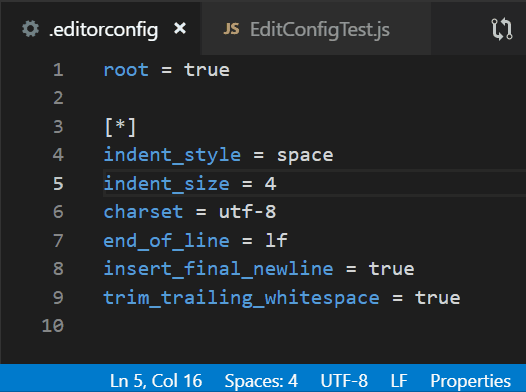 .editorconfig × JS EditConfigTest.js
1 root = true
2
3 [*]
4 indent_style = space
5 indent_size = 4
6 charset = utf-8
7 end_of_line = lf
8 insert_final_newline = true
9 trim_trailing_whitespace = true
10
Ln 5, Col 16 Spaces: 4 UTF-8 LF Properties